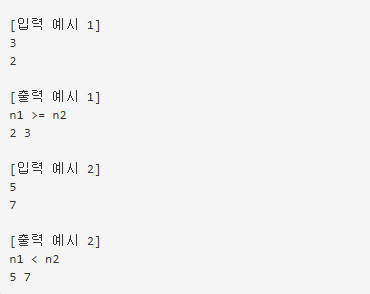 [입력 예시 1]
3
2
[출력 예시 1]
n1 >= n2
2 3
[입력 예시 2]
5
7
[출력 예시 2]
n1 < n2
5 7